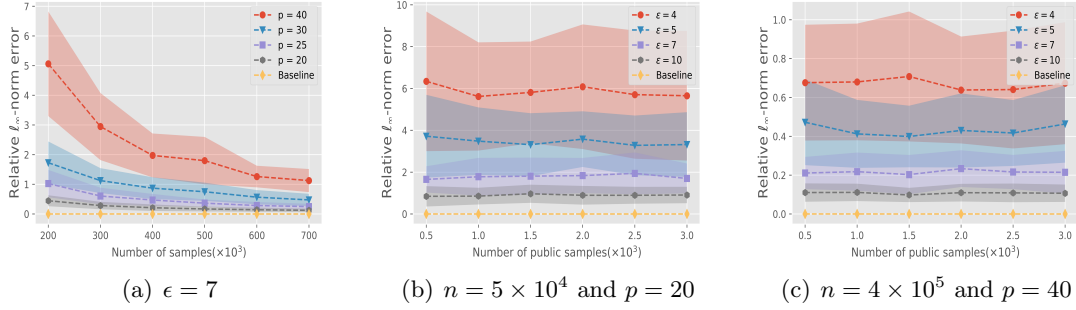 Relative ℓ∞-norm error
7
6
5
4
3
2
1
0
p = 40
p = 30
p = 25
p = 20
Baseline
200 300 400 500 600 700
Number of samples(×10³)
(a) ϵ = 7
Relative ℓ∞-norm error
10
8
6
4
2
0
ε = 4
ε = 5
ε = 7
ε = 10
Baseline
0.5 1.0 1.5 2.0 2.5 3.0
Number of public samples(×10³)
(b) n = 5 × 10⁴ and p = 20
Relative ℓ∞-norm error
1.0
0.8
0.6
0.4
0.2
0.0
ε = 4
ε = 5
ε = 7
ε = 10
Baseline
0.5 1.0 1.5 2.0 2.5 3.0
Number of public samples(×10³)
(c) n = 4 × 10⁵ and p = 40